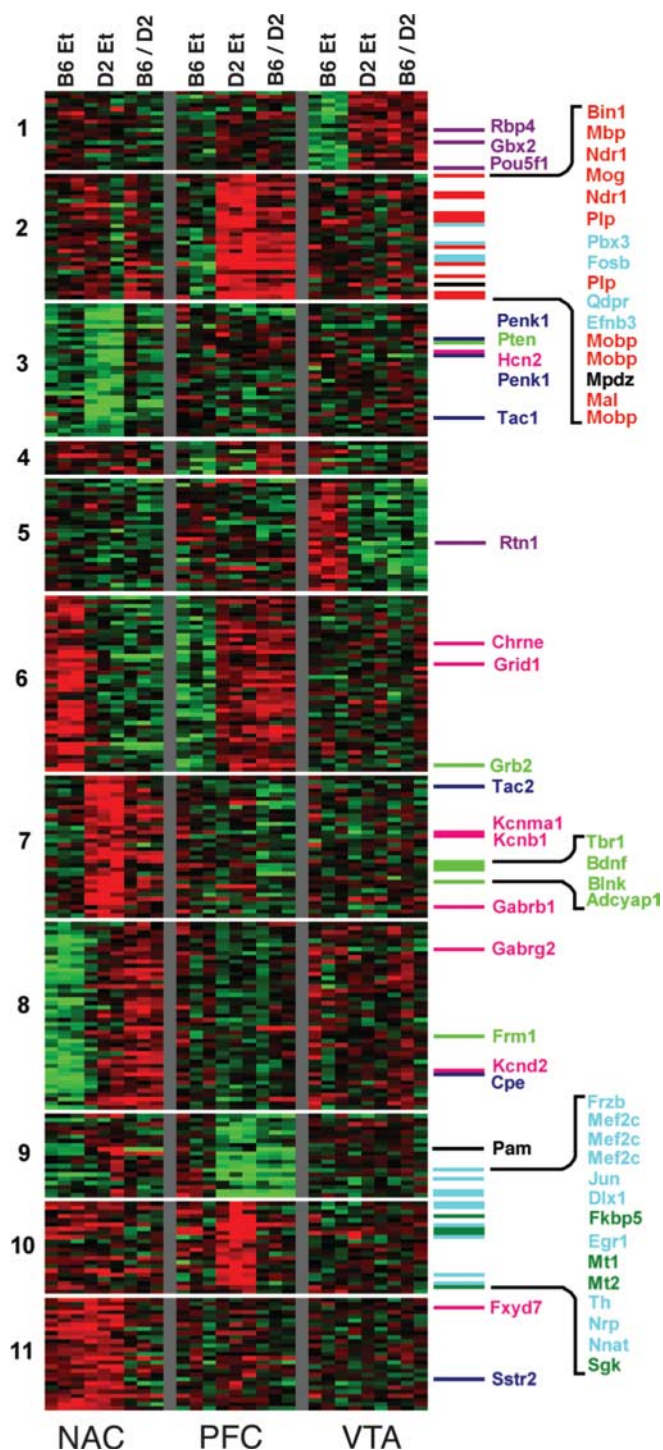 B6 Et D2 Et B6 / D2 B6 Et D2 Et B6 / D2 B6 Et D2 Et B6 / D2
1
Rbp4
Gbx2
Pou5f1
Bin1
Mbp
Ndr1
Mog
Ndr1
Plp
Pbx3
Fosb
Plp
Qdpr
Efnb3
Mobp
Mobp
Mpdz
Mal
Mobp
2
3
Penk1
Pten
Hcn2
Penk1
Tac1
4
5
Rtn1
6
Chrne
Grid1
Grb2
7
Tac2
Kcnma1
Kcnb1
Tbr1
Bdnf
Blnk
Adcyap1
Gabrb1
8
Gabrg2
Frm1
Kcnd2
Cpe
9
Pam
Frzb
Mef2c
Mef2c
Mef2c
Jun
Dlx1
Fkbp5
Egr1
Mt1
Mt2
Th
Nrp
Nnat
Sgk
10
11
Fxyd7
Sstr2
NAC PFC VTA